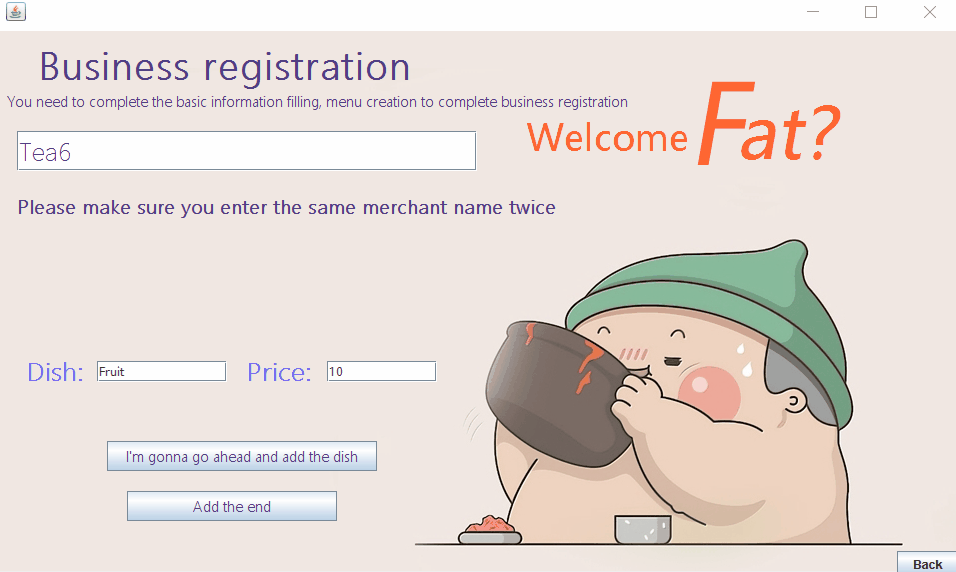 Business registration
You need to complete the basic information filling, menu creation to complete business registration
Welcome Fat?
Tea6
Please make sure you enter the same merchant name twice
Dish: Fruit Price: 10
I'm gonna go ahead and add the dish
Add the end
Back